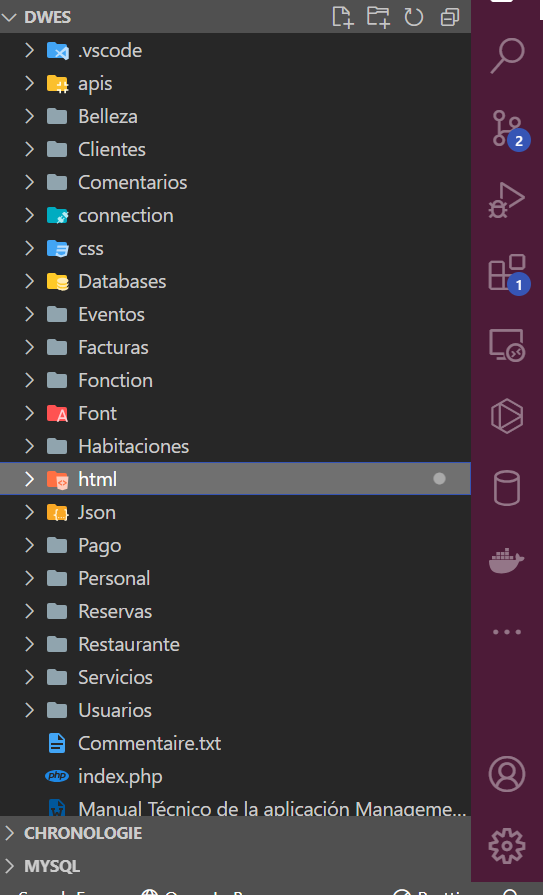 DWES
.vscode
apis
Belleza
Clientes
Comentarios
connection
2
css
Databases
1
Eventos
Facturas
Fonction
Font
Habitaciones
html
Json
Pago
Personal
Reservas
Restaurante
Servicios
Usuarios
Commentaire.txt
php index.php
Manual Técnico de la aplicación Manageme...
CHRONOLOGIE
MYSQL